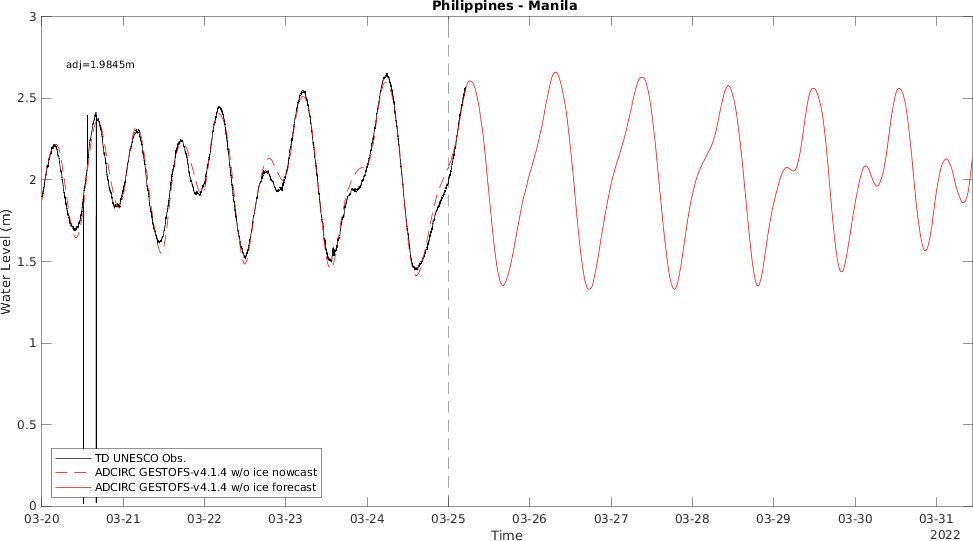 Philippines - Manila
3
adj=1.9845m
2.5
2
1.5
1
0.5
0
Water Level (m)
TD UNESCO Obs.
ADCIRC GESTOFS-v4.1.4 w/o ice nowcast
ADCIRC GESTOFS-v4.1.4 w/o ice forecast
03-20 03-21 03-22 03-23 03-24 03-25 03-26 03-27 03-28 03-29 03-30 03-31
Time 2022